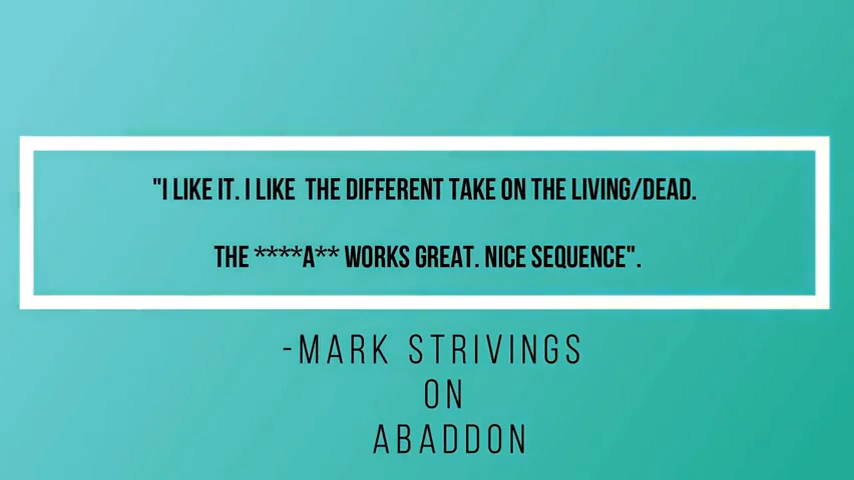 "I LIKE IT. I LIKE THE DIFFERENT TAKE ON THE LIVING/DEAD.
THE ****A** WORKS GREAT. NICE SEQUENCE".
-MARK STRIVINGS
ON
ABADDON